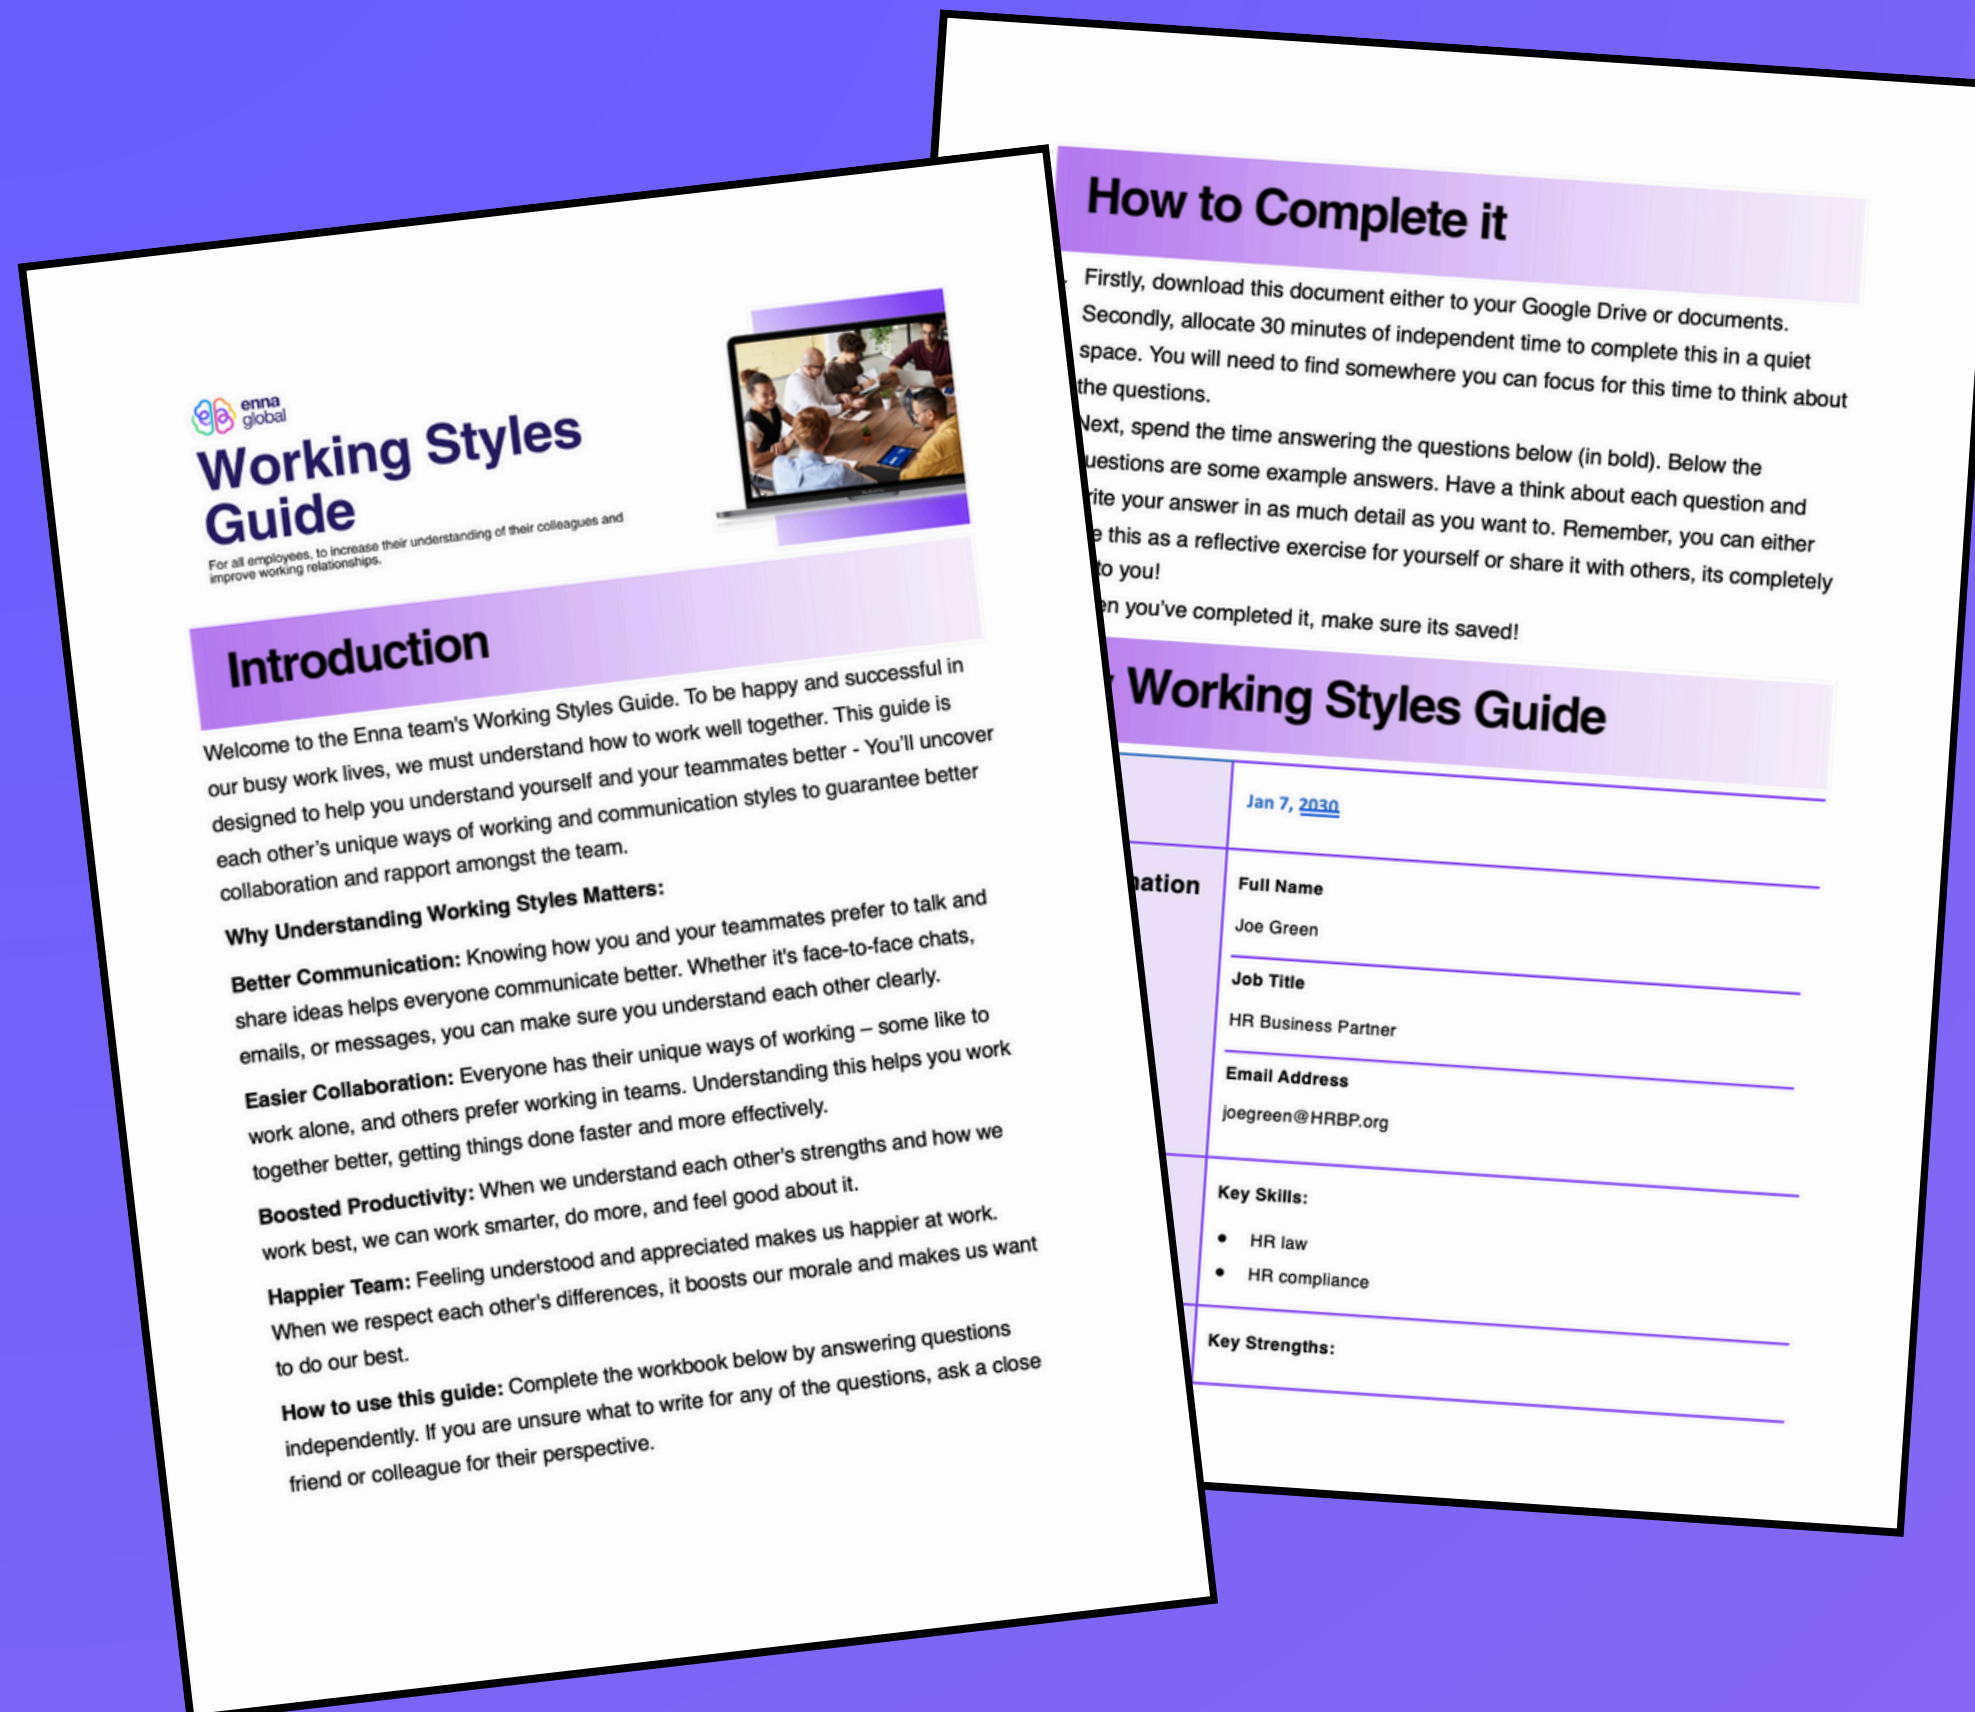 enna
global
Working Styles
Guide
For all employees, to increase their understanding of their colleagues and
improve working relationships.
Introduction
Welcome to the Enna team's Working Styles Guide. To be happy and successful in
our busy work lives, we must understand how to work well together. This guide is
designed to help you understand yourself and your teammates better - You'll uncover
each other's unique ways of working and communication styles to guarantee better
collaboration and rapport amongst the team.
Why Understanding Working Styles Matters:
Better Communication: Knowing how you and your teammates prefer to talk and
share ideas helps everyone communicate better. Whether it's face-to-face chats,
emails, or messages, you can make sure you understand each other clearly.
Easier Collaboration: Everyone has their unique ways of working – some like to
work alone, and others prefer working in teams. Understanding this helps you work
together better, getting things done faster and more effectively.
Boosted Productivity: When we understand each other's strengths and how we
work best, we can work smarter, do more, and feel good about it.
Happier Team: Feeling understood and appreciated makes us happier at work.
When we respect each other's differences, it boosts our morale and makes us want
to do our best.
How to use this guide: Complete the workbook below by answering questions
independently. If you are unsure what to write for any of the questions, ask a close
friend or colleague for their perspective.
How to Complete it
Firstly, download this document either to your Google Drive or documents.
Secondly, allocate 30 minutes of independent time to complete this in a quiet
space. You will need to find somewhere you can focus for this time to think about
the questions.
Next, spend the time answering the questions below (in bold). Below the
uestions are some example answers. Have a think about each question and
rite your answer in as much detail as you want to. Remember, you can either
e this as a reflective exercise for yourself or share it with others, its completely
to you!
en you've completed it, make sure its saved!
Working Styles Guide
Jan 7, 2030
nation
Full Name
Joe Green
Job Title
HR Business Partner
Email Address
joegreen@HRBP.org
Key Skills:
● HR law
● HR compliance
Key Strengths: